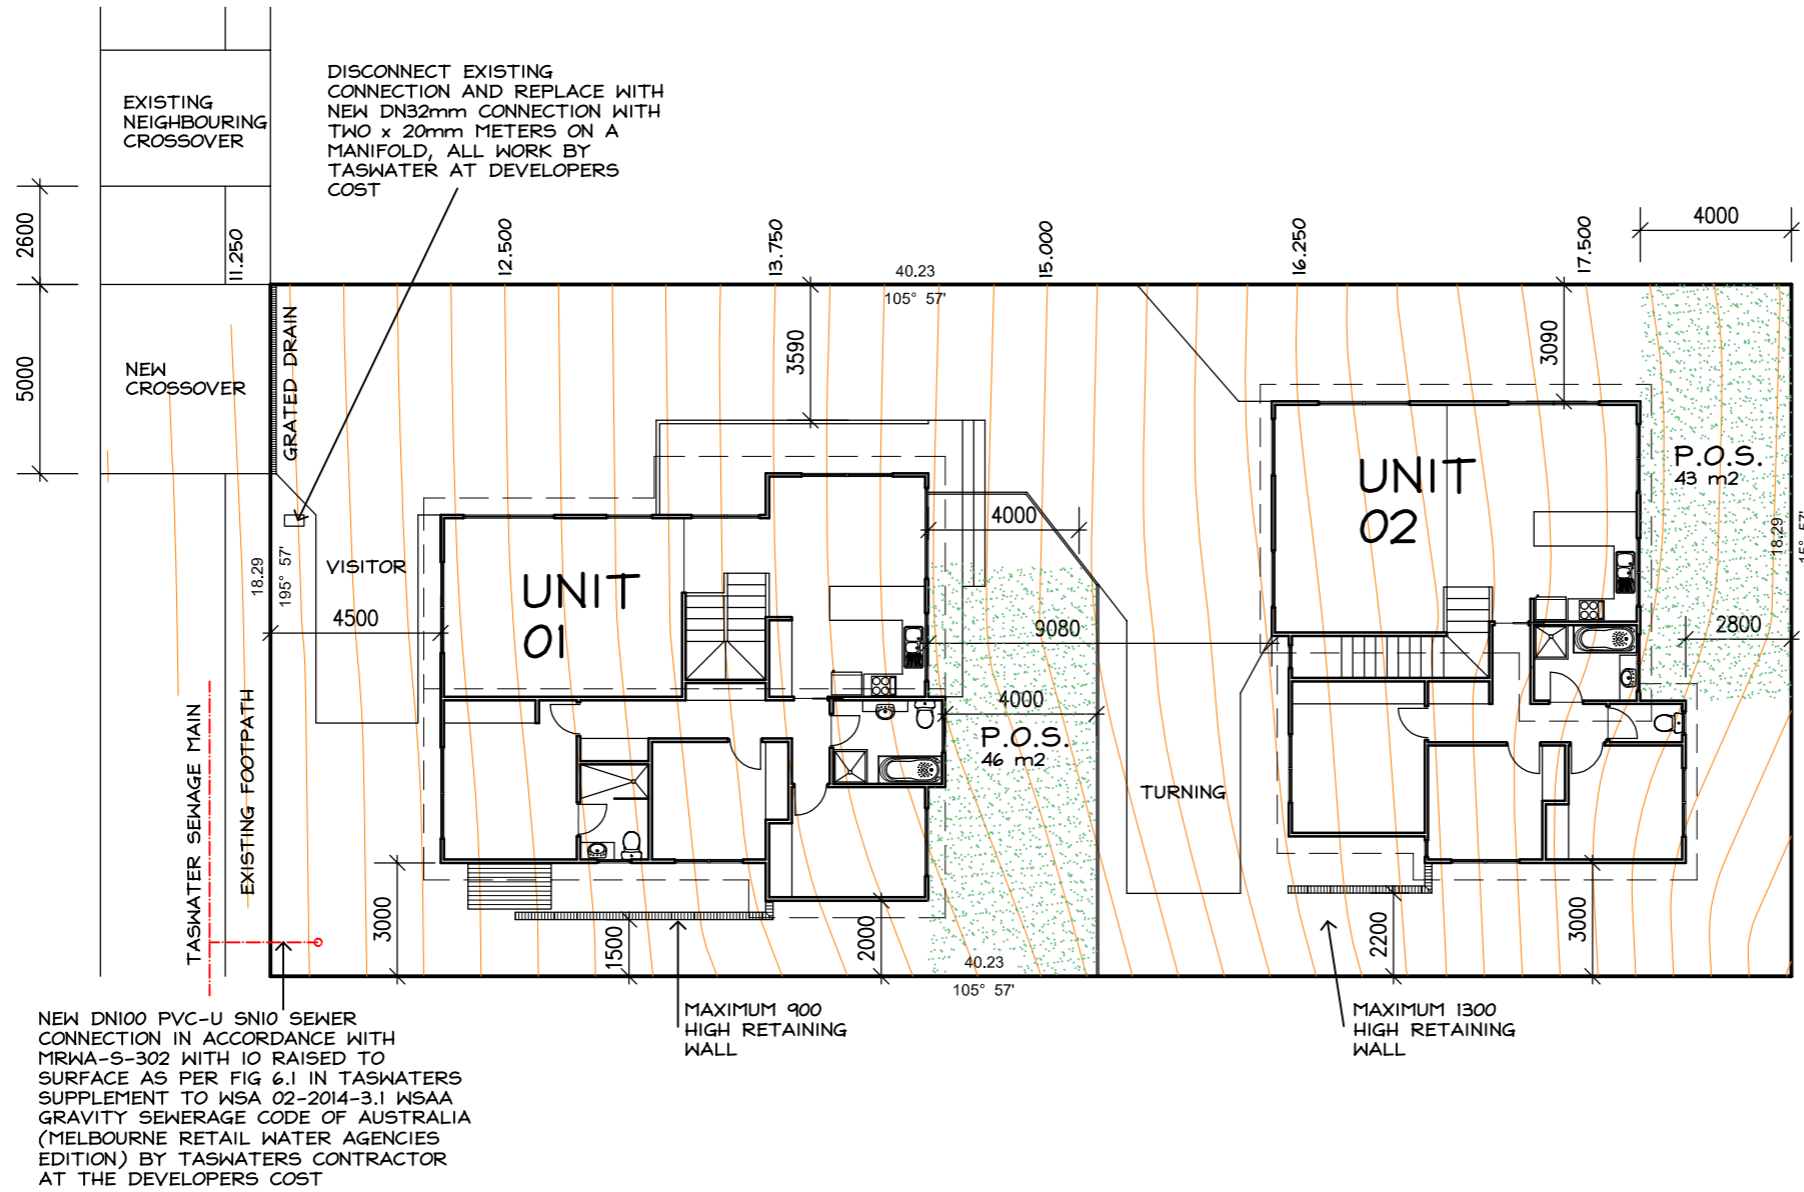 DISCONNECT EXISTING
CONNECTION AND REPLACE WITH
NEW DN32mm CONNECTION WITH
TWO x 20mm METERS ON A
MANIFOLD, ALL WORK BY
TASWATER AT DEVELOPERS
COST
EXISTING
NEIGHBOURING
CROSSOVER
2600
11.250
12.500
13.750
40.23
105° 57'
15.000
16.250
17.500
4000
5000
NEW
CROSSOVER
GRATED DRAIN
3590
3090
P.O.S.
43 m2
UNIT
02
18.29
VISITOR
4500
18.29
195° 57'
UNIT
01
4000
9080
2800
4000
P.O.S.
46 m2
TURNING
TASWATER SEWAGE MAIN
EXISTING FOOTPATH
3000
1500
2000
2200
3000
40.23
105° 57'
MAXIMUM 900
HIGH RETAINING
WALL
MAXIMUM 1300
HIGH RETAINING
WALL
NEW DN100 PVC-U SN10 SEWER
CONNECTION IN ACCORDANCE WITH
MRWA-S-302 WITH IO RAISED TO
SURFACE AS PER FIG 6.1 IN TASWATERS
SUPPLEMENT TO WSA 02-2014-3.1 WSAA
GRAVITY SEWERAGE CODE OF AUSTRALIA
(MELBOURNE RETAIL WATER AGENCIES
EDITION) BY TASWATERS CONTRACTOR
AT THE DEVELOPERS COST